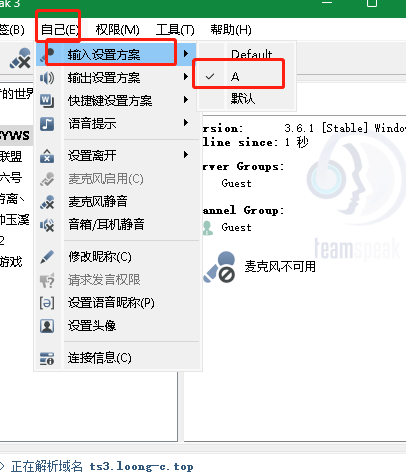 ak 3
签(B) 自己(E) 权限(M) 工具(T) 帮助(H)
输入设置方案
输出设置方案
快捷键设置方案
语音提示
设置离开
麦克风启用(C)
麦克风静音
音箱/耳机静音
修改昵称(C)
请求发言权限
设置语音昵称(P)
设置头像
连接信息(C)
Default
A
默认
的世界
SYWS
联盟
六号
帅玉溪
2
游戏
ersion: 3.6.1 [Stable] Window
line since: 1 秒
rver Groups:
Guest
annel Group:
Guest
teamspeak
麦克风不可用
正在解析域名 ts3.loong-c.top